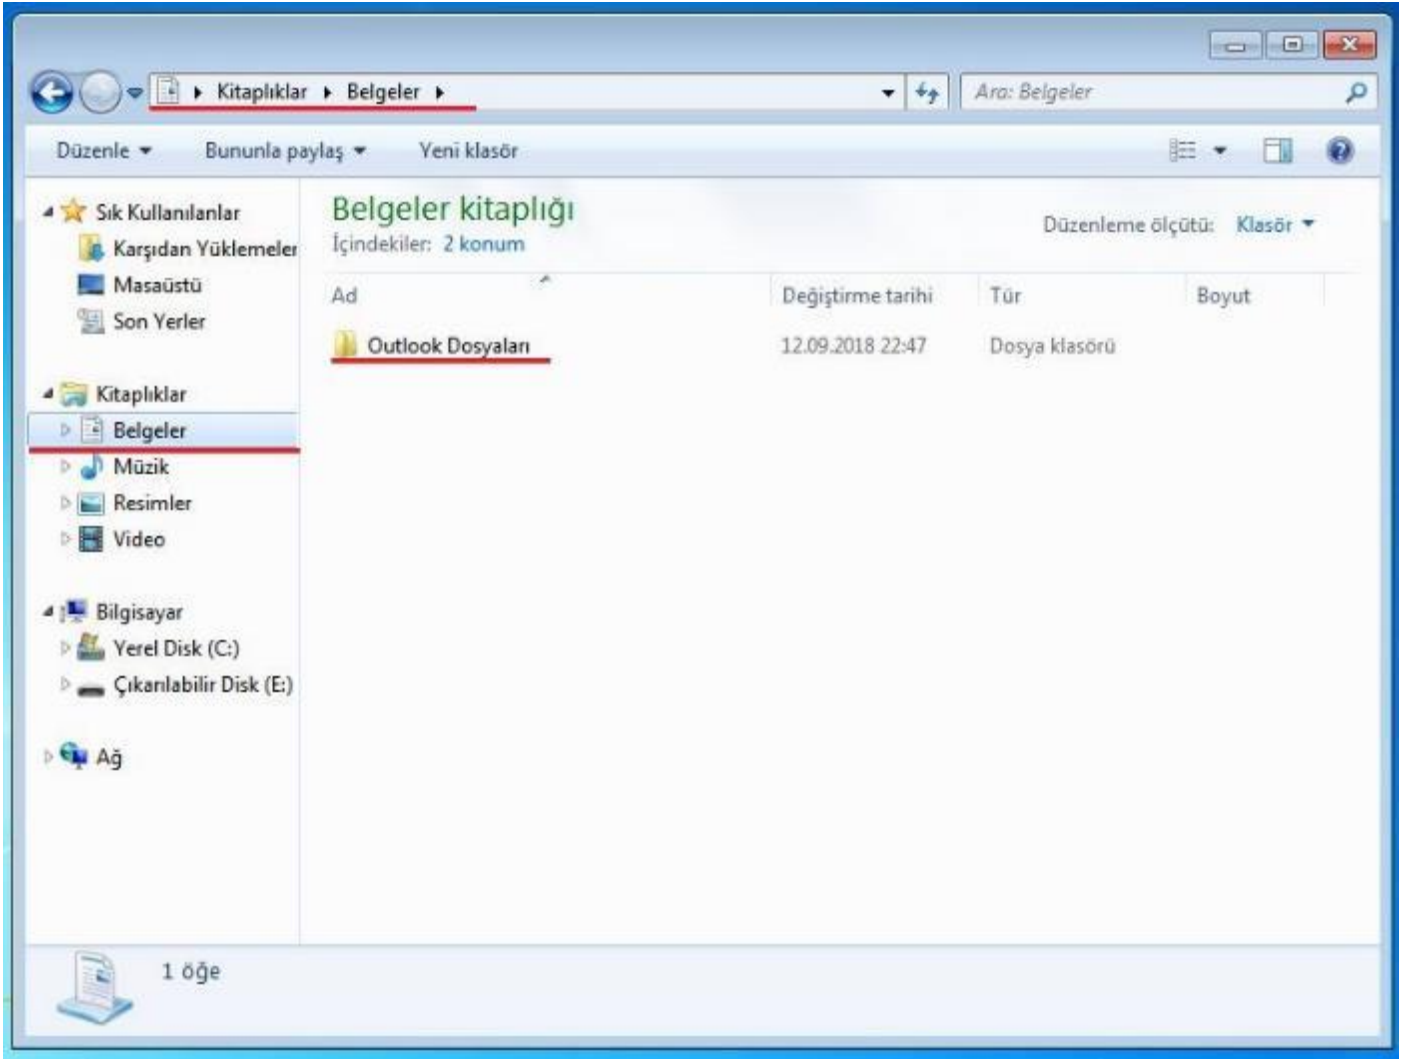 Kitaplıklar Belgeler
Ara: Belgeler
Düzenle Bununla paylaş Yeni klasör
Sık Kullanılanlar
Karşıdan Yüklemeler
Masaüstü
Son Yerler
Kitaplıklar
Belgeler
Müzik
Resimler
Video
Bilgisayar
Yerel Disk (C:)
Çıkarılabilir Disk (E:)
Ağ
Belgeler kitaplığı
İçindekiler: 2 konum
Düzenleme ölçütü: Klasör
Ad Değiştirme tarihi Tür Boyut
Outlook Dosyaları 12.09.2018 22:47 Dosya klasörü
1 öğe